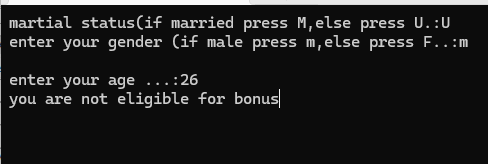 martial status(if married press M,else press U.:U
enter your gender (if male press m,else press F..:m
enter your age ...:26
you are not eligible for bonus